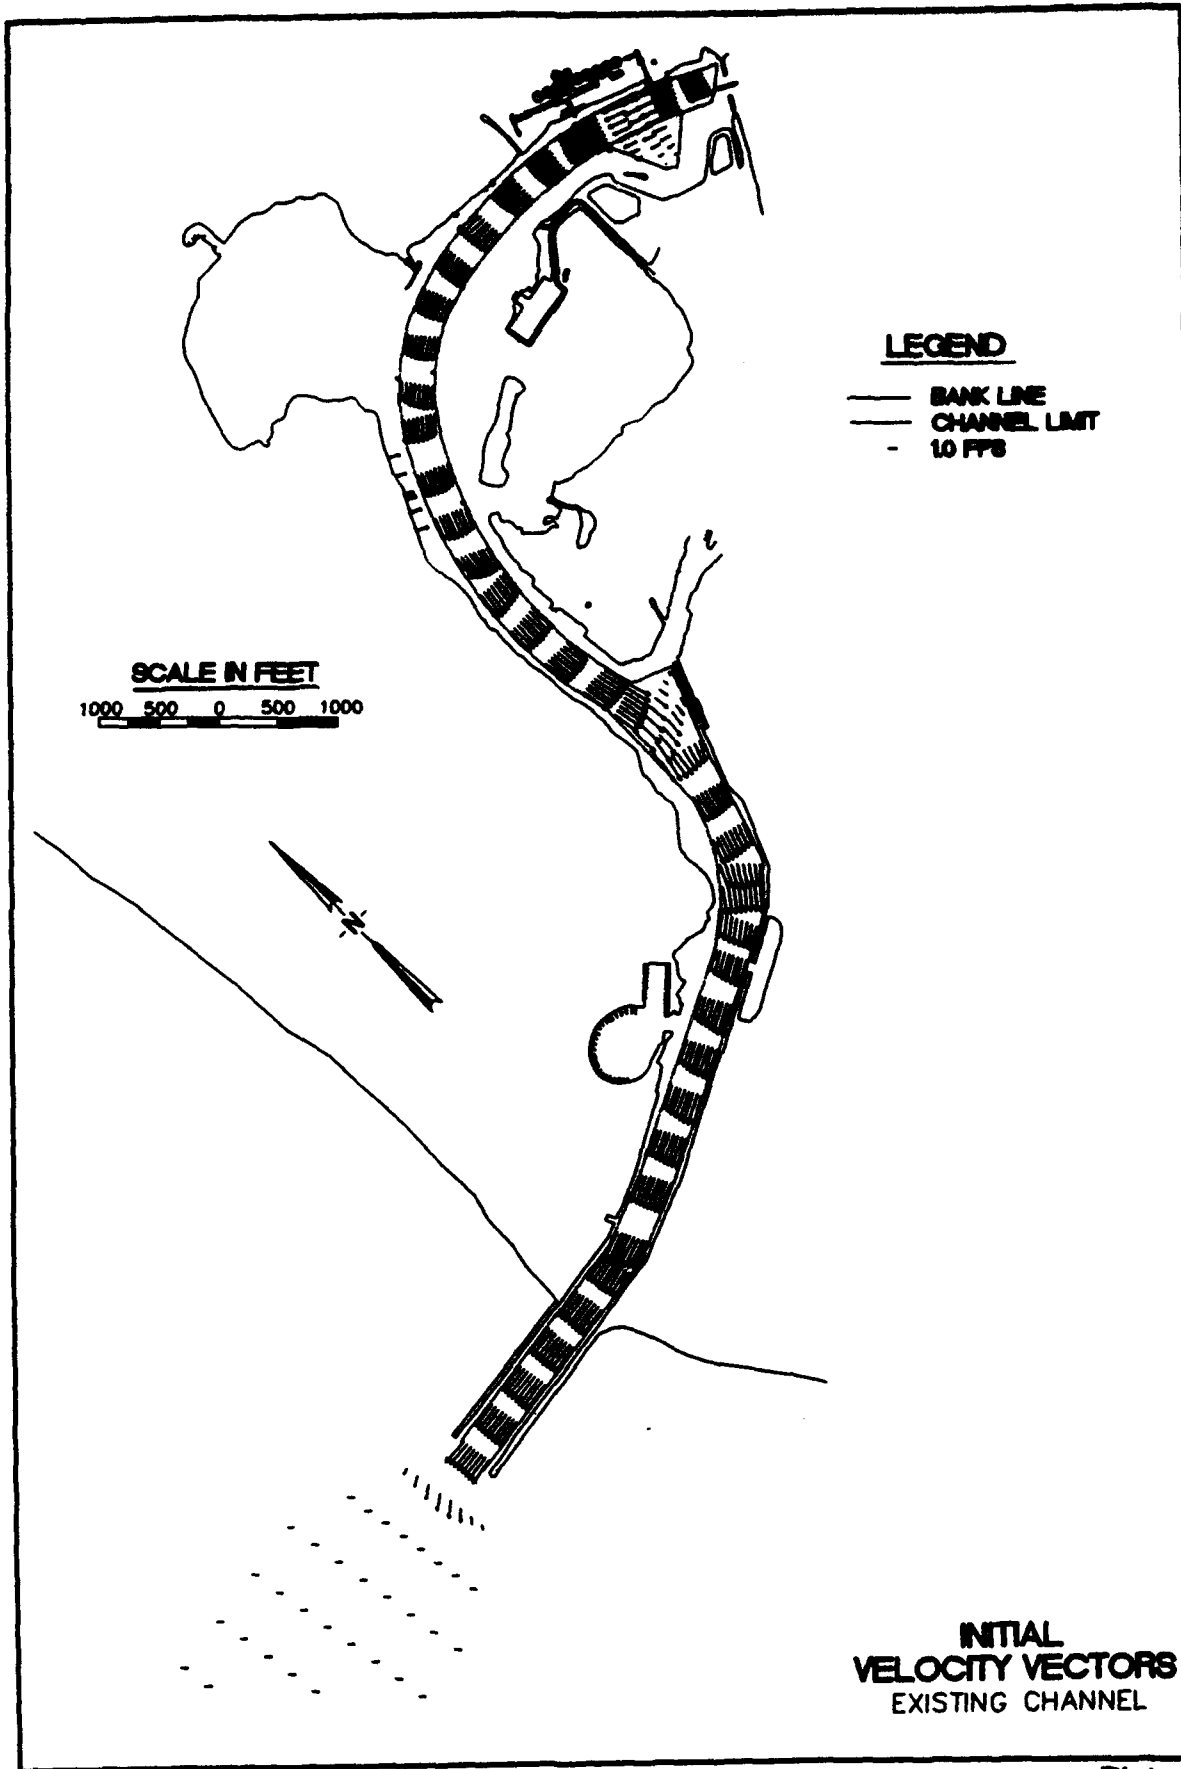 LEGEND
BANK LINE
CHANNEL LIMIT
1.0 FPS
SCALE IN FEET
1000 500 0 500 1000
N
INITIAL
VELOCITY VECTORS
EXISTING CHANNEL